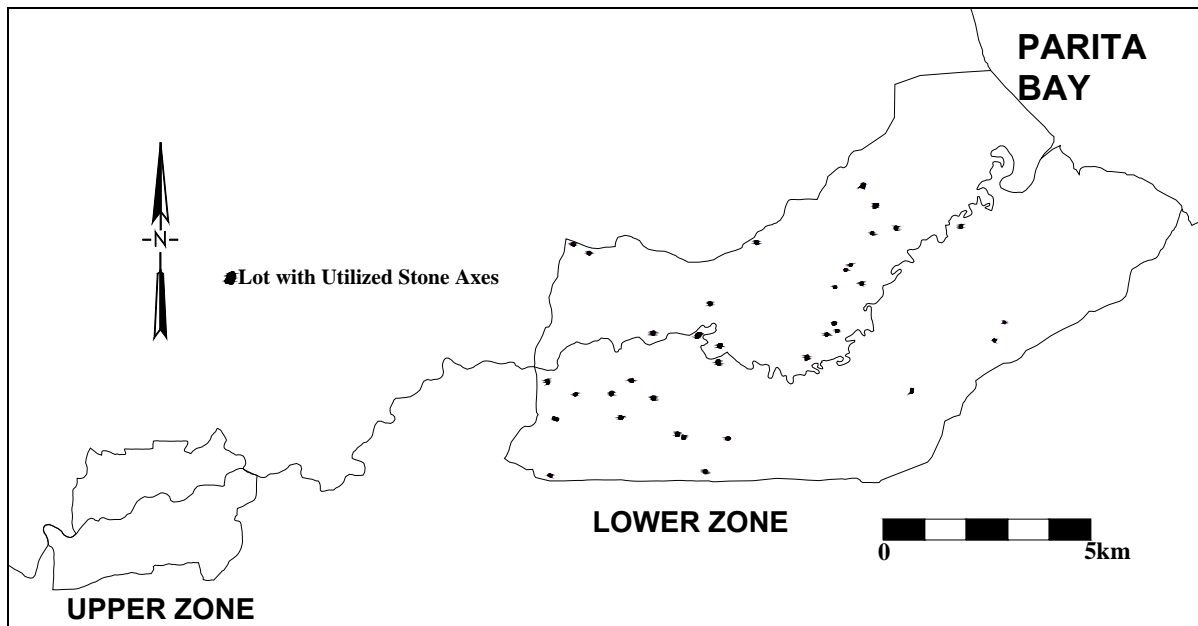 PARITA
BAY
-N-
Lot with Utilized Stone Axes
LOWER ZONE
0 5km
UPPER ZONE